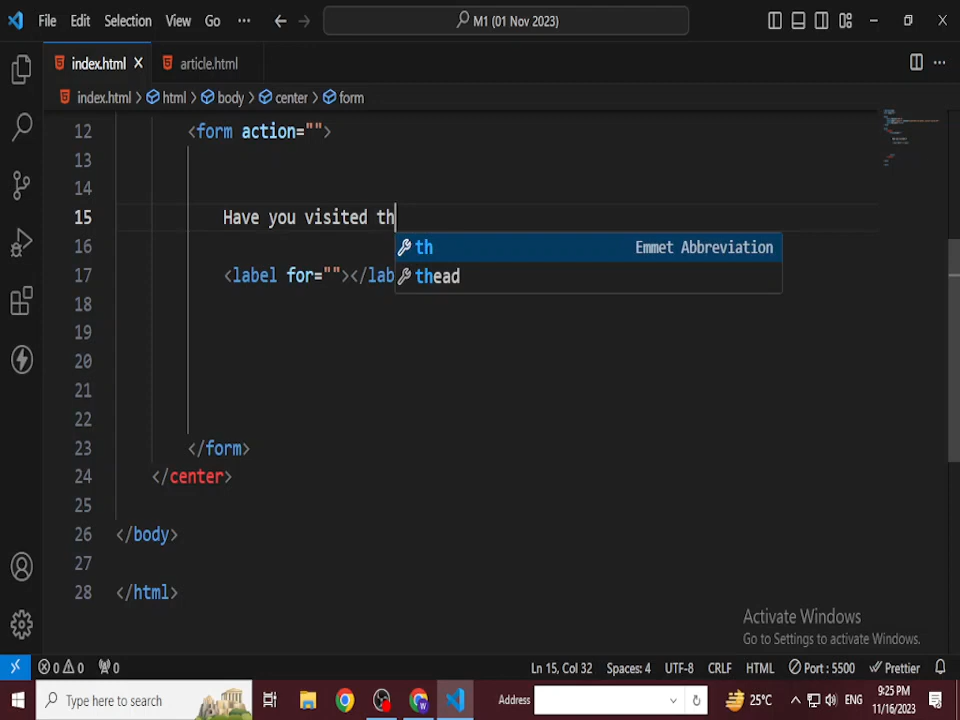 File Edit Selection View Go ··· M1 (01 Nov 2023)
index.html article.html
index.html > html > body > center > form
12 <form action="">
13
14
15 Have you visited th
th Emmet Abbreviation
16
17 <label for=""></lab
thead
18
19
20
21
22
23 </form>
24 </center>
25
26 </body>
27
28 </html>
Activate Windows
Go to Settings to activate Windows.
0 0 0 Ln 15, Col 32 Spaces: 4 UTF-8 CRLF HTML Port : 5500 Prettier
Type here to search Address 25°C ENG 9:25 PM
11/16/2023